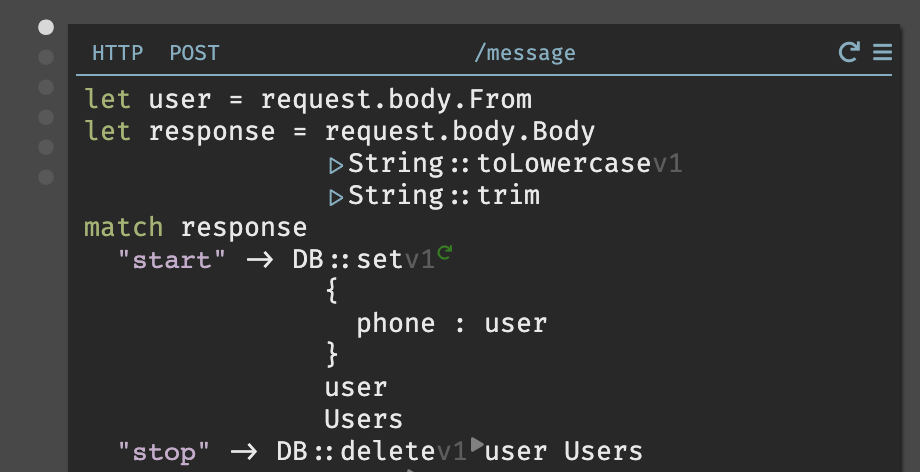 HTTP POST /message
let user = request.body.From
let response = request.body.Body
▷String::toLowercasev1
▷String::trim
match response
"start" -> DB::setv1
{
phone : user
}
user
Users
"stop" -> DB::deletev1▶user Users